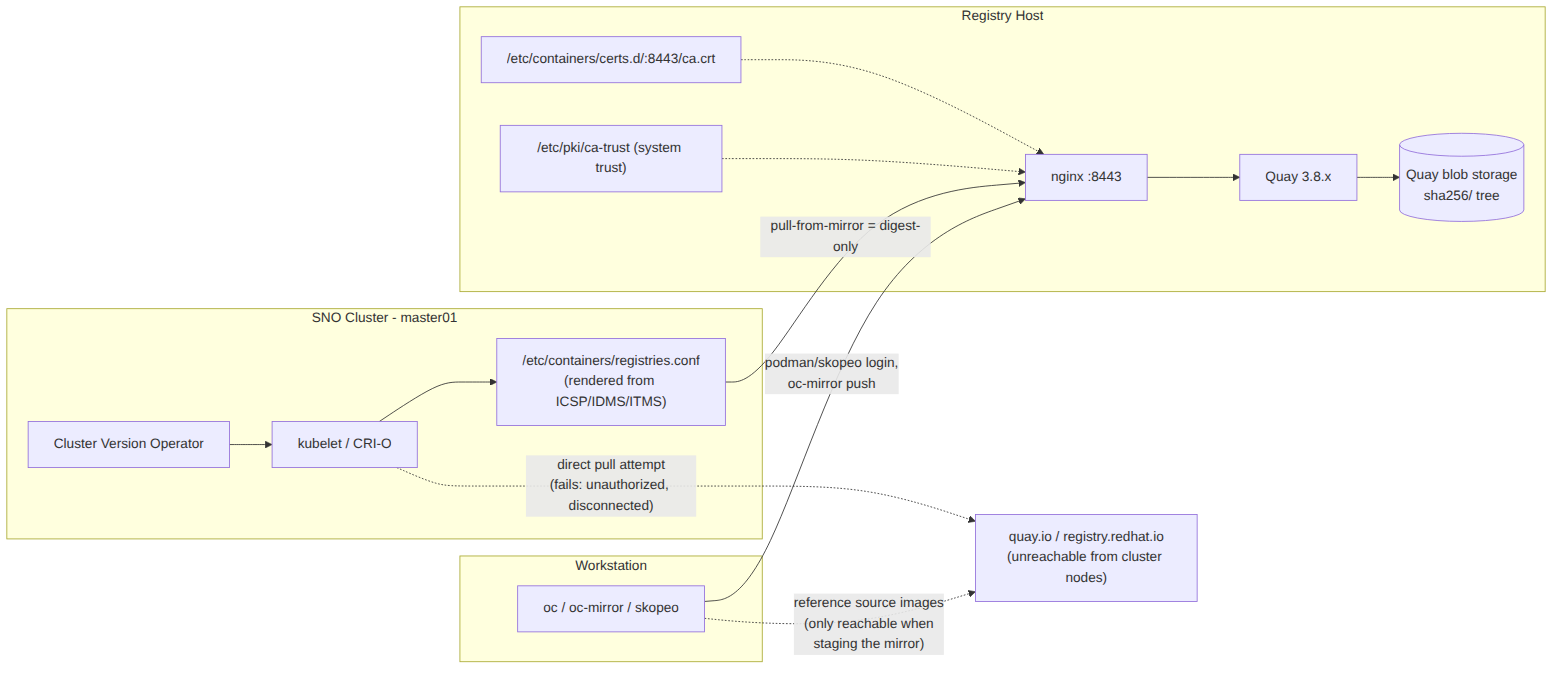 Registry Host
/etc/containers/certs.d/:8443/ca.crt
/etc/pki/ca-trust (system
trust)
nginx :8443
Quay 3.8.x
Quay blob storage
sha256/ tree
pull-from-mirror = digest-
only
SNO Cluster - master01
/etc/containers/registries.conf
(rendered from
ICSP/IDMS/ITMS)
Cluster Version Operator
kubelet / CRI-O
podman/skopeo login,
oc-mirror push
direct pull attempt
(fails: unauthorized,
disconnected)
quay.io / registry.redhat.io
(unreachable from cluster
nodes)
Workstation
oc / oc-mirror / skopeo
reference source images
(only reachable when
staging the mirror)